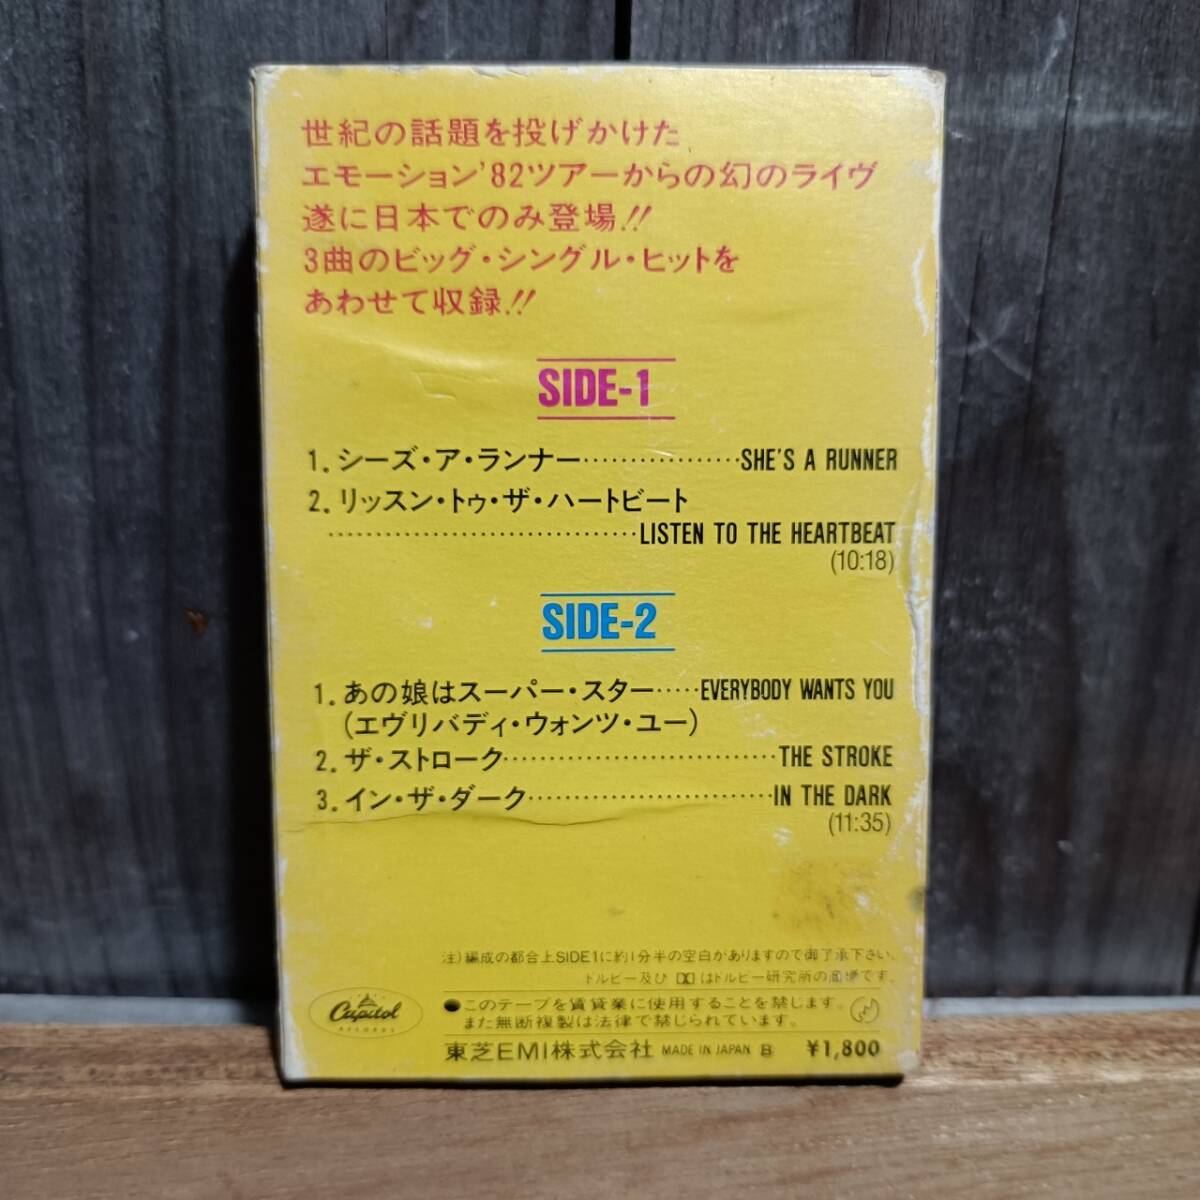 世紀の話題を投げかけた
エモーション'82ツアーからの幻のライヴ
遂に日本でのみ登場!!
3曲のビッグ・シングル・ヒットを
あわせて収録!!
SIDE-1
1. シーズ・ア・ランナー………………SHE'S A RUNNER
2. リッスン・トゥ・ザ・ハートビート
………………………………LISTEN TO THE HEARTBEAT
(10:18)
SIDE-2
1. あの娘はスーパー・スター……EVERYBODY WANTS YOU
(エヴリバディ・ウォンツ・ユー)
2. ザ・ストローク…………………………THE STROKE
3. イン・ザ・ダーク………………………IN THE DARK
(11:35)
注)編成の都合上SIDE1に約1分半の空白がありますので御了承下さい。
ドルビー及び はドルビー研究所の商標です。
Capitol
RECORDS
●このテープを賃貸業に使用することを禁じます。
また無断複製は法律で禁じられています。
東芝EMI株式会社 MADE IN JAPAN B ¥1,800